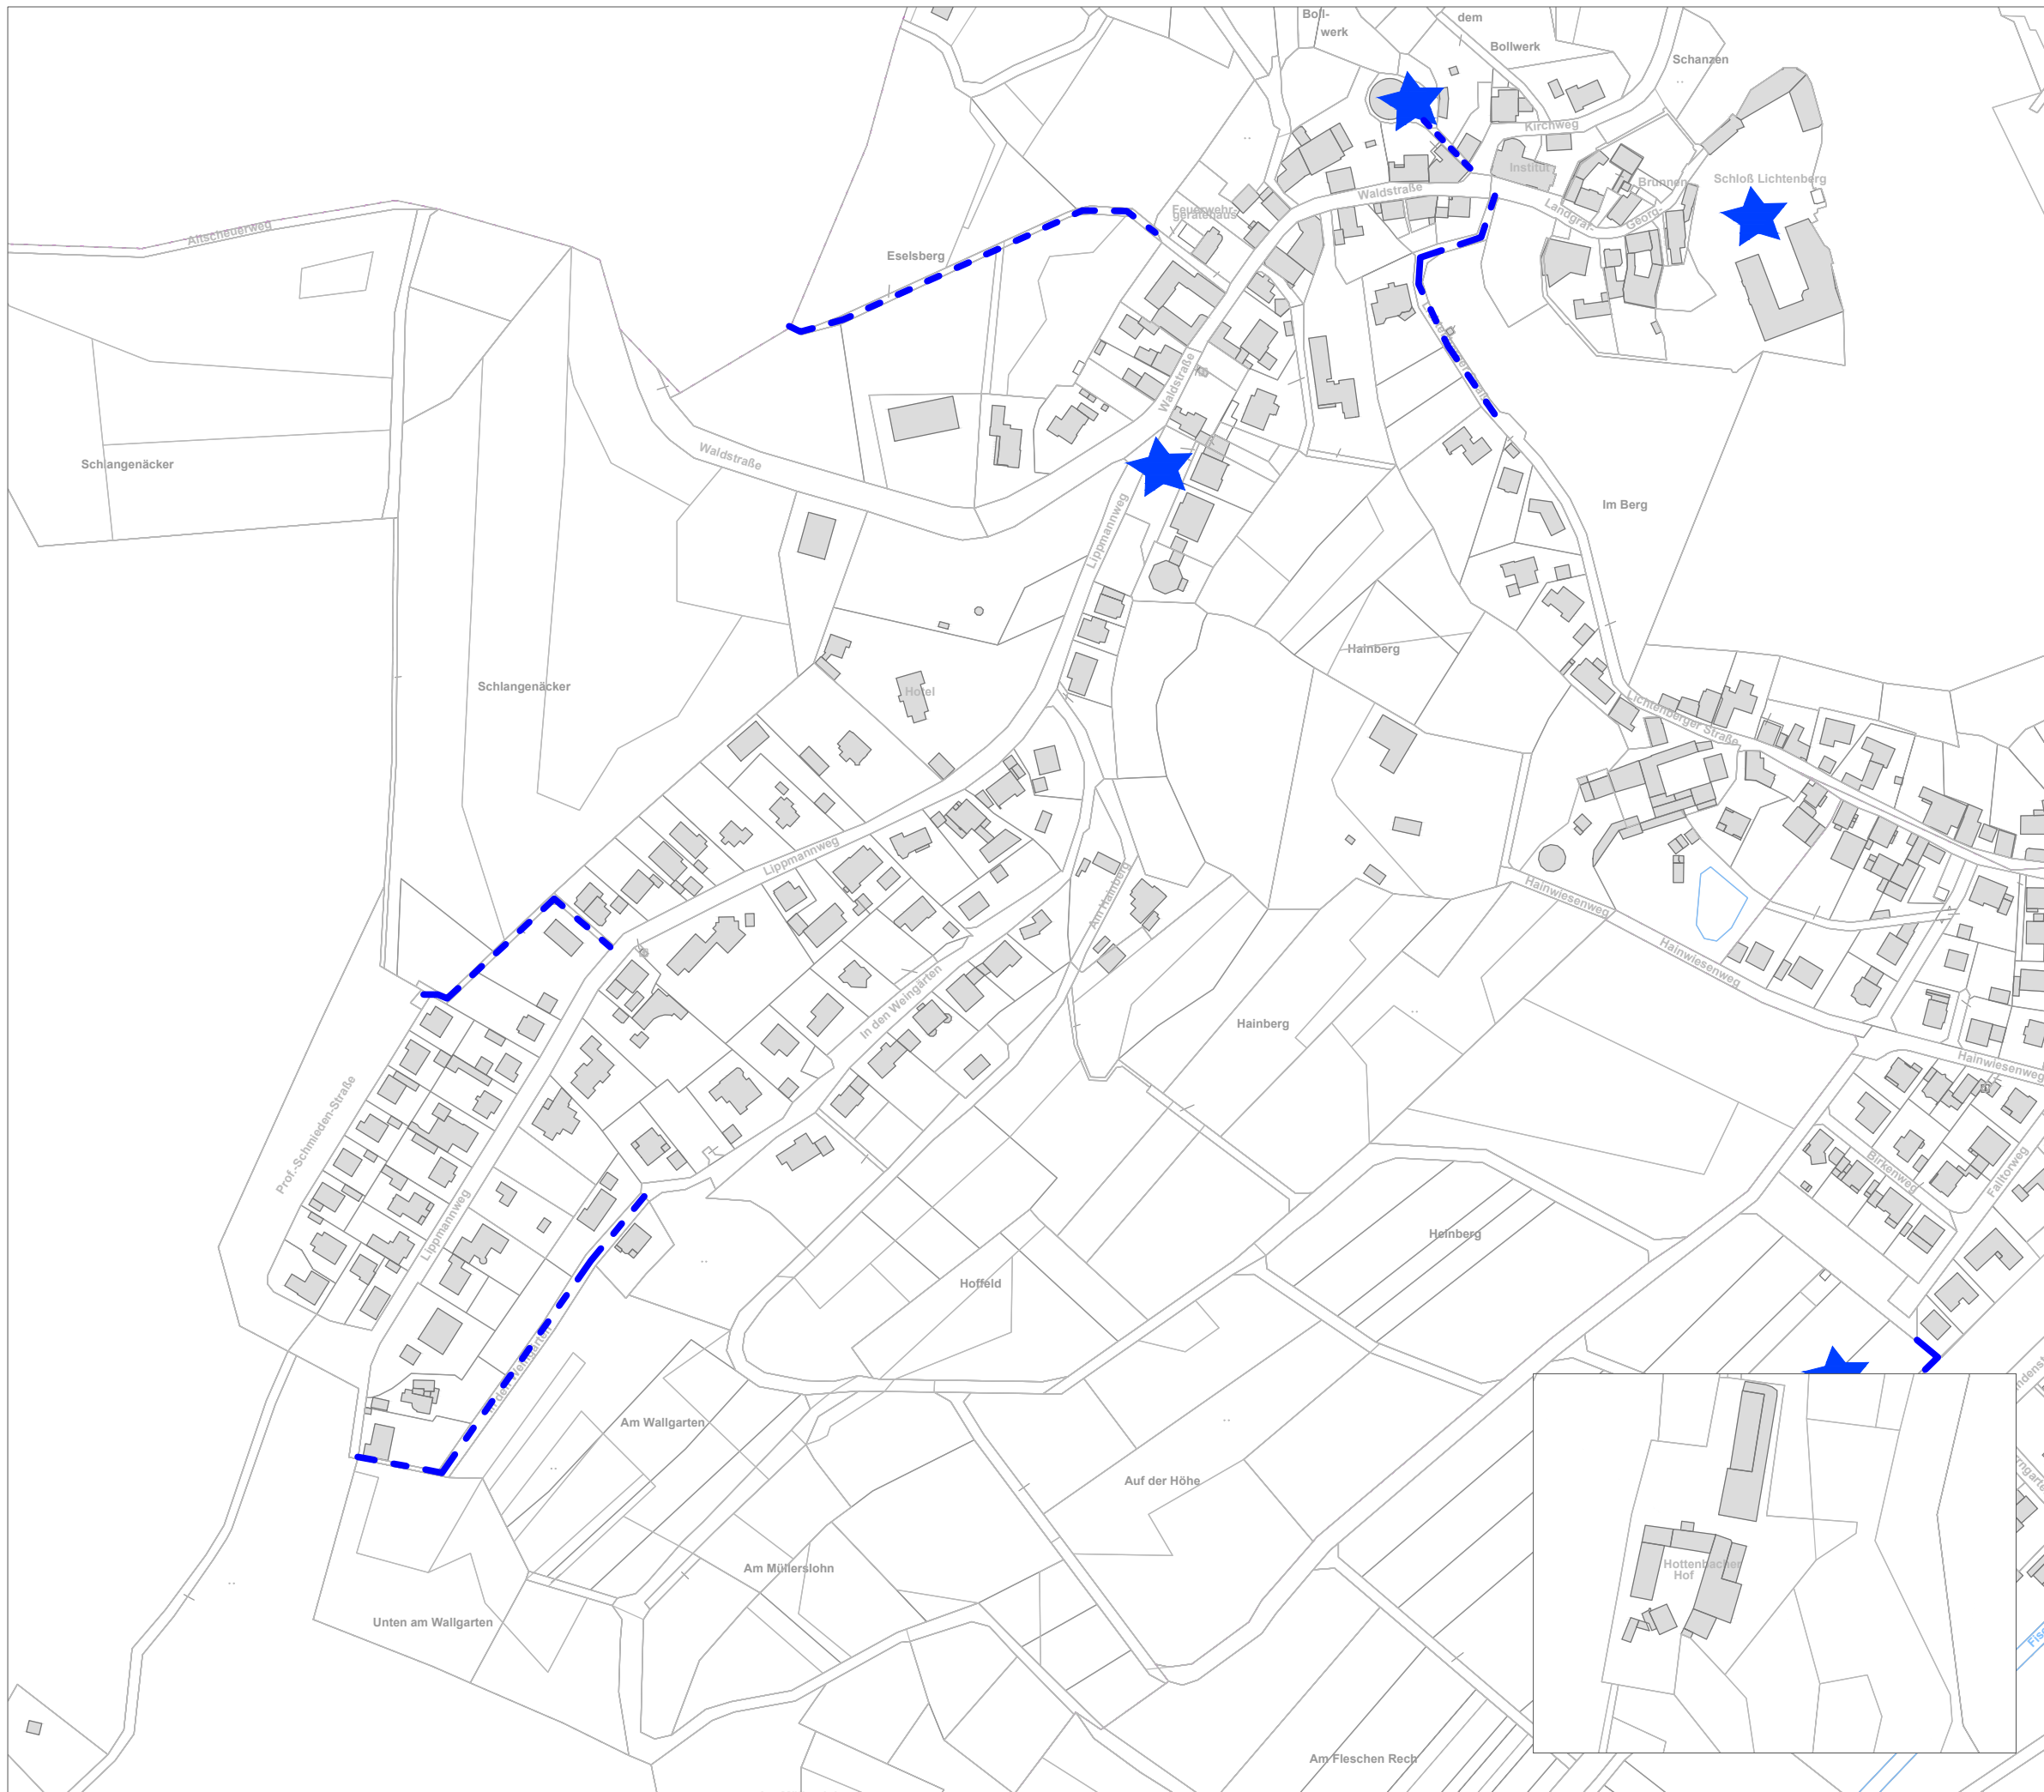 Boll-
werk
dem
Bollwerk
Schanzen
Kirchweg
Institut
Brunnen
Schloß Lichtenberg
Waldstraße
Landgraf-
Georg-
Feuerwehr-
Gerätehaus
Altscheuerweg
Eselsberg
Waldstraße
Waldstraße
Schlangenäcker
Lippmannweg
Im Berg
Hainberg
Schlangenäcker
Hotel
Lichtenberger Straße
Lippmannweg
Am Hainberg
Hainwiesenweg
Hainwiesenweg
In den Weingärten
Hainberg
Hainwiesenweg
Prof.-Schmieden-Straße
Birkenweg
Falltorweg
Lippmannweg
Heinberg
Hoffeld
Am Wallgarten
Auf der Höhe
Am Müllerslohn
Hottenbacher
Hof
Unten am Wallgarten
Am Fleschen Rech